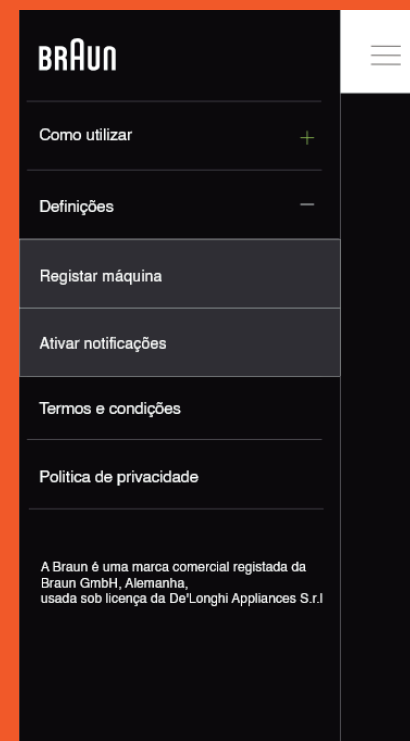 BRAUN
Como utilizar
Definições
Registar máquina
Ativar notificações
Termos e condições
Politica de privacidade
A Braun é uma marca comercial registada da
Braun GmbH, Alemanha,
usada sob licença da De'Longhi Appliances S.r.l